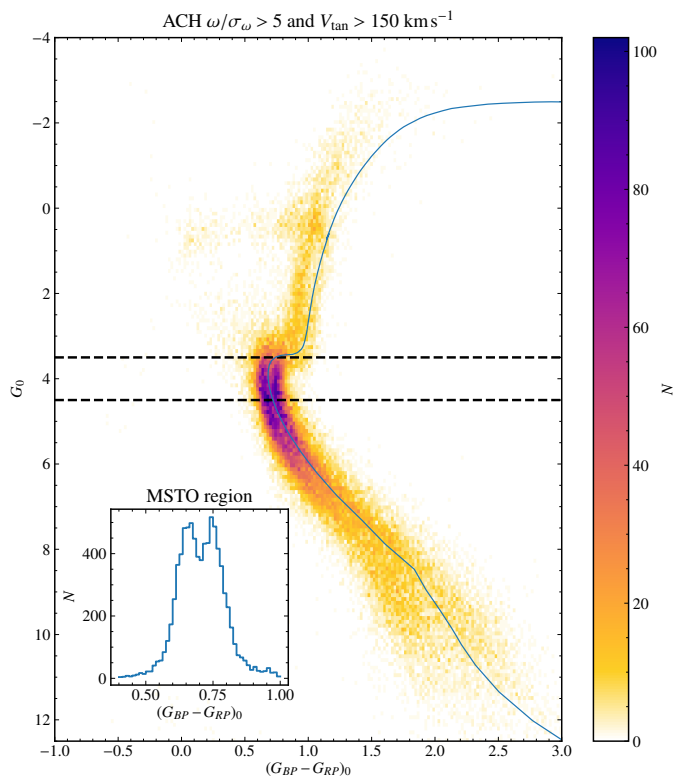 ACH ω/σ_ω > 5 and V_tan > 150 km s⁻¹
−4
−2
0
2
4
6
8
10
12
G₀
−1.0 −0.5 0.0 0.5 1.0 1.5 2.0 2.5 3.0
(G_BP − G_RP)₀
MSTO region
400
200
0
N
0.50 0.75 1.00
(G_BP − G_RP)₀
100
80
60
40
20
0
N